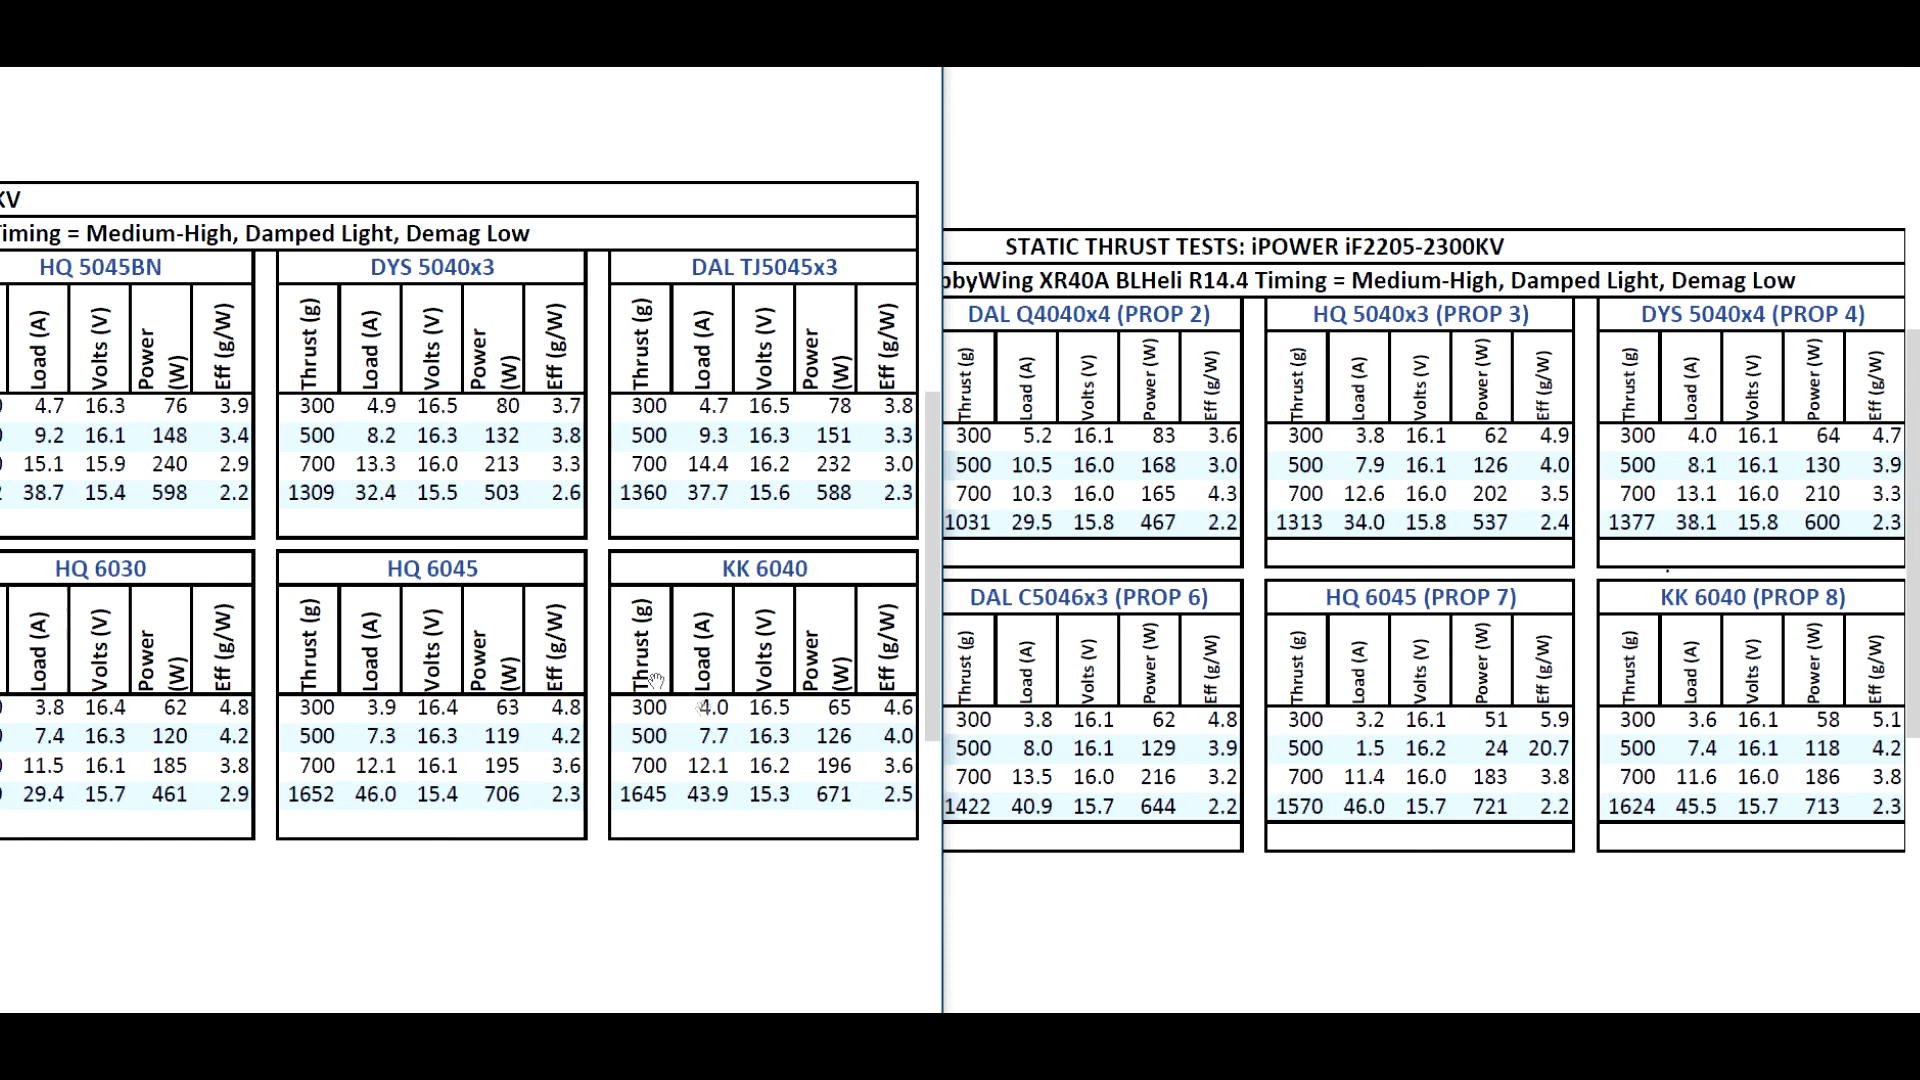 KV
Timing = Medium-High, Damped Light, Demag Low
HQ 5045BN DYS 5040x3 DAL TJ5045x3
Load (A) Volts (V) Power (W) Eff (g/W) Thrust (g) Load (A) Volts (V) Power (W) Eff (g/W) Thrust (g) Load (A) Volts (V) Power (W) Eff (g/W)
0 4.7 16.3 76 3.9 300 4.9 16.5 80 3.7 300 4.7 16.5 78 3.8
0 9.2 16.1 148 3.4 500 8.2 16.3 132 3.8 500 9.3 16.3 151 3.3
0 15.1 15.9 240 2.9 700 13.3 16.0 213 3.3 700 14.4 16.2 232 3.0
2 38.7 15.4 598 2.2 1309 32.4 15.5 503 2.6 1360 37.7 15.6 588 2.3
HQ 6030 HQ 6045 KK 6040
Load (A) Volts (V) Power (W) Eff (g/W) Thrust (g) Load (A) Volts (V) Power (W) Eff (g/W) Thrust (g) Load (A) Volts (V) Power (W) Eff (g/W)
0 3.8 16.4 62 4.8 300 3.9 16.4 63 4.8 300 4.0 16.5 65 4.6
0 7.4 16.3 120 4.2 500 7.3 16.3 119 4.2 500 7.7 16.3 126 4.0
0 11.5 16.1 185 3.8 700 12.1 16.1 195 3.6 700 12.1 16.2 196 3.6
0 29.4 15.7 461 2.9 1652 46.0 15.4 706 2.3 1645 43.9 15.3 671 2.5
STATIC THRUST TESTS: iPOWER iF2205-2300KV
obbyWing XR40A BLHeli R14.4 Timing = Medium-High, Damped Light, Demag Low
DAL Q4040x4 (PROP 2) HQ 5040x3 (PROP 3) DYS 5040x4 (PROP 4)
Thrust (g) Load (A) Volts (V) Power (W) Eff (g/W) Thrust (g) Load (A) Volts (V) Power (W) Eff (g/W) Thrust (g) Load (A) Volts (V) Power (W) Eff (g/W)
300 5.2 16.1 83 3.6 300 3.8 16.1 62 4.9 300 4.0 16.1 64 4.7
500 10.5 16.0 168 3.0 500 7.9 16.1 126 4.0 500 8.1 16.1 130 3.9
700 10.3 16.0 165 4.3 700 12.6 16.0 202 3.5 700 13.1 16.0 210 3.3
1031 29.5 15.8 467 2.2 1313 34.0 15.8 537 2.4 1377 38.1 15.8 600 2.3
DAL C5046x3 (PROP 6) HQ 6045 (PROP 7) KK 6040 (PROP 8)
Thrust (g) Load (A) Volts (V) Power (W) Eff (g/W) Thrust (g) Load (A) Volts (V) Power (W) Eff (g/W) Thrust (g) Load (A) Volts (V) Power (W) Eff (g/W)
300 3.8 16.1 62 4.8 300 3.2 16.1 51 5.9 300 3.6 16.1 58 5.1
500 8.0 16.1 129 3.9 500 1.5 16.2 24 20.7 500 7.4 16.1 118 4.2
700 13.5 16.0 216 3.2 700 11.4 16.0 183 3.8 700 11.6 16.0 186 3.8
1422 40.9 15.7 644 2.2 1570 46.0 15.7 721 2.2 1624 45.5 15.7 713 2.3